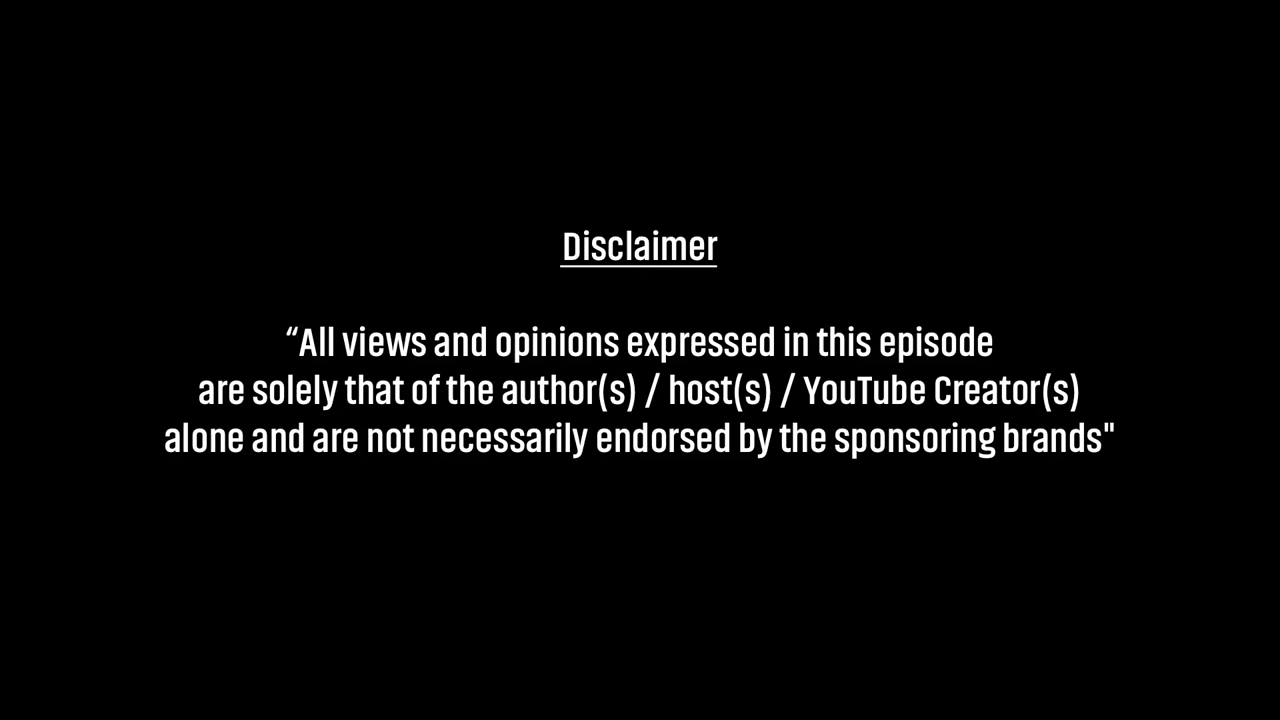 Disclaimer
“All views and opinions expressed in this episode
are solely that of the author(s) / host(s) / YouTube Creator(s)
alone and are not necessarily endorsed by the sponsoring brands"